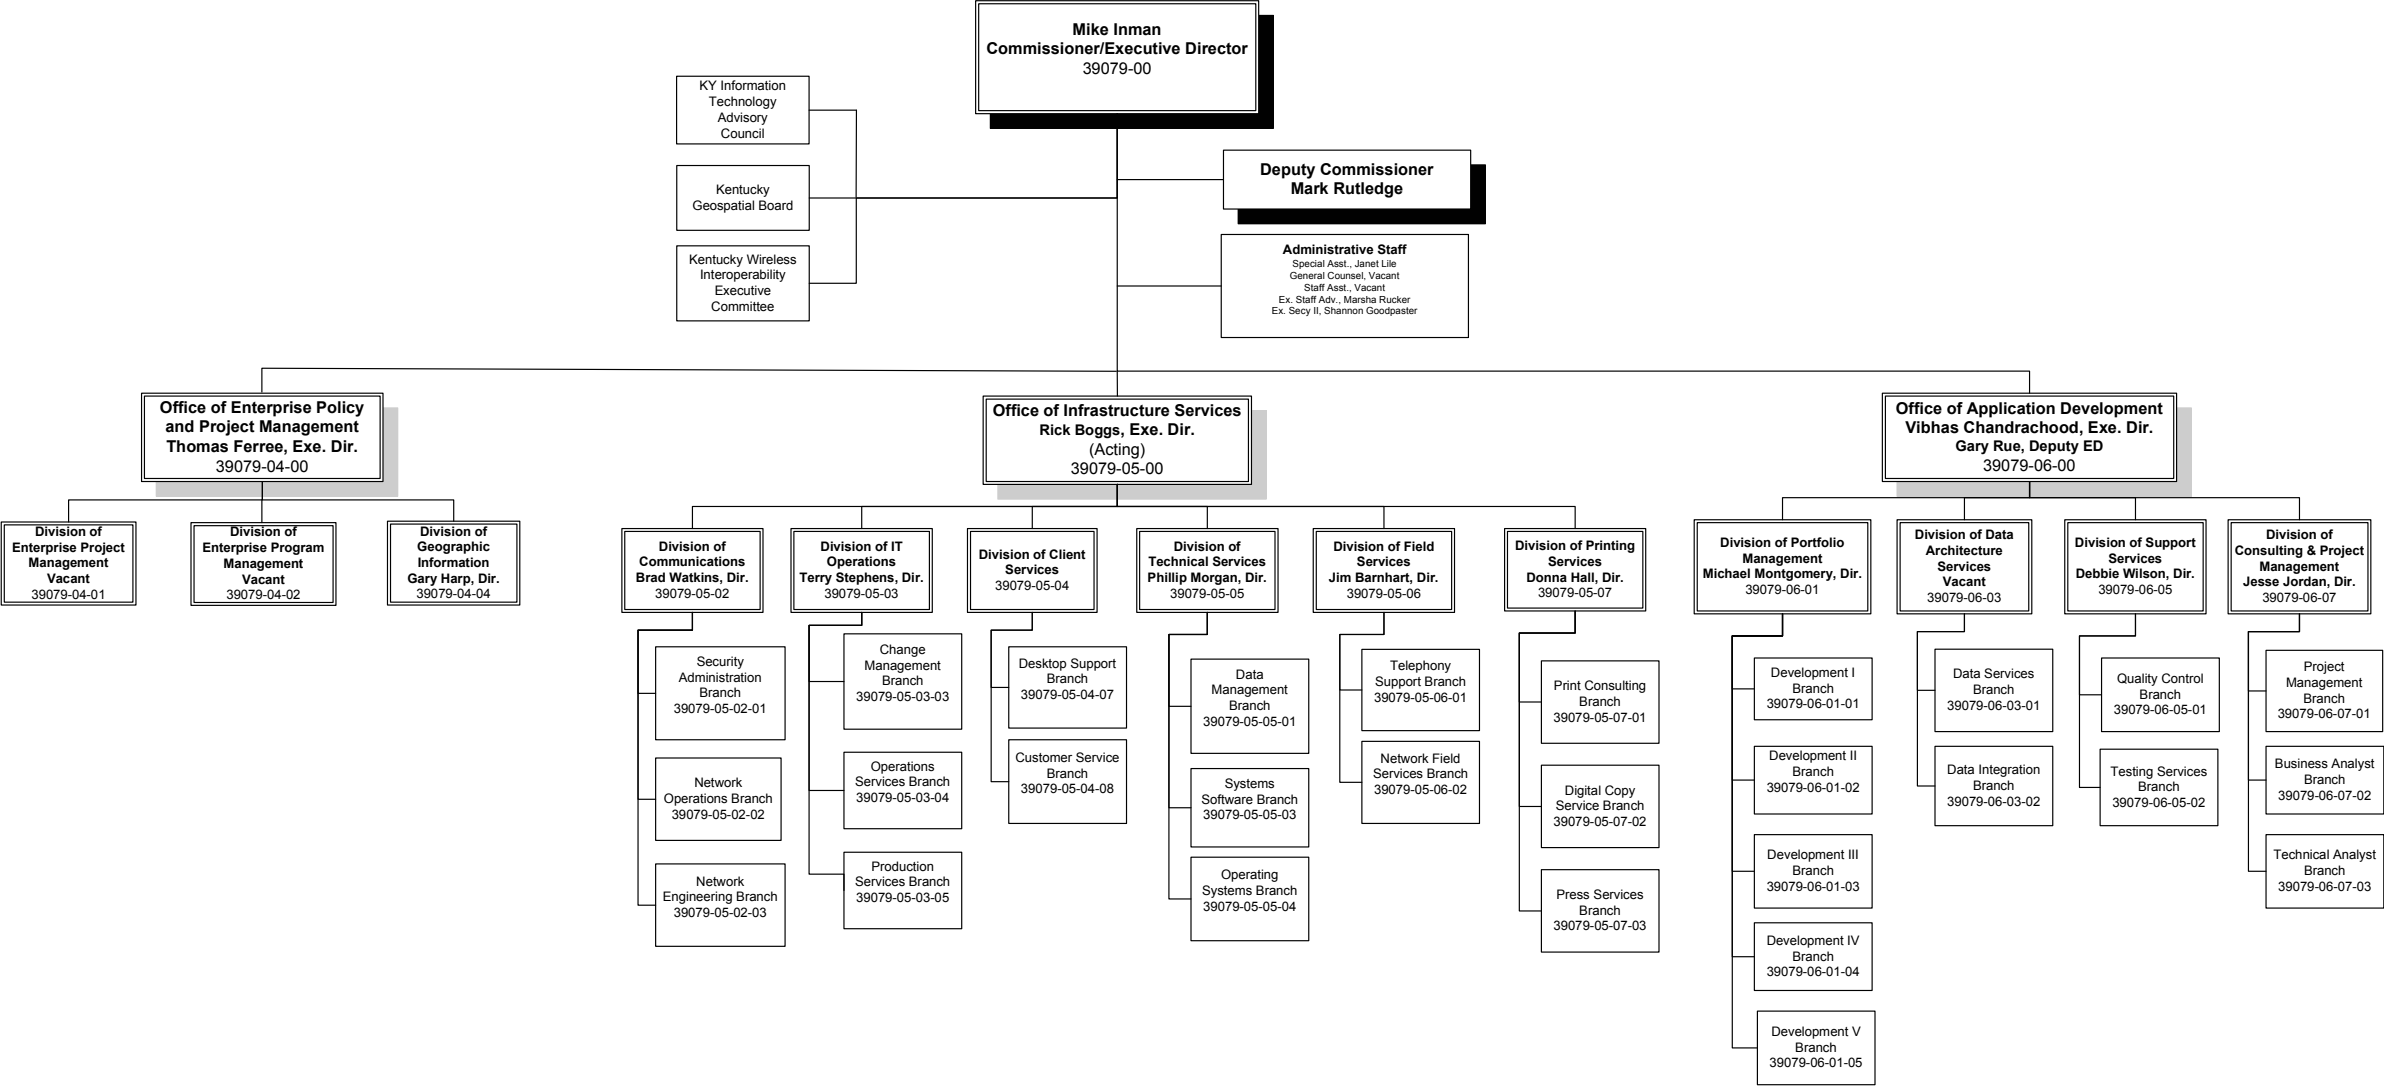 Mike Inman
Commissioner/Executive Director
39079-00
KY Information
Technology
Advisory
Council
Kentucky
Geospatial Board
Kentucky Wireless
Interoperability
Executive
Committee
Deputy Commissioner
Mark Rutledge
Administrative Staff
Special Asst., Janet Lile
General Counsel, Vacant
Staff Asst., Vacant
Ex. Staff Adv., Marsha Rucker
Ex. Secy II, Shannon Goodpaster
Office of Enterprise Policy
and Project Management
Thomas Ferree, Exe. Dir.
39079-04-00
Office of Infrastructure Services
Rick Boggs, Exe. Dir.
(Acting)
39079-05-00
Office of Application Development
Vibhas Chandrachood, Exe. Dir.
Gary Rue, Deputy ED
39079-06-00
Division of
Enterprise Project
Management
Vacant
39079-04-01
Division of
Enterprise Program
Management
Vacant
39079-04-02
Division of
Geographic
Information
Gary Harp, Dir.
39079-04-04
Division of
Communications
Brad Watkins, Dir.
39079-05-02
Division of IT
Operations
Terry Stephens, Dir.
39079-05-03
Division of Client
Services
39079-05-04
Division of
Technical Services
Phillip Morgan, Dir.
39079-05-05
Division of Field
Services
Jim Barnhart, Dir.
39079-05-06
Division of Printing
Services
Donna Hall, Dir.
39079-05-07
Division of Portfolio
Management
Michael Montgomery, Dir.
39079-06-01
Division of Data
Architecture
Services
Vacant
39079-06-03
Division of Support
Services
Debbie Wilson, Dir.
39079-06-05
Division of
Consulting & Project
Management
Jesse Jordan, Dir.
39079-06-07
Security
Administration
Branch
39079-05-02-01
Network
Operations Branch
39079-05-02-02
Network
Engineering Branch
39079-05-02-03
Change
Management
Branch
39079-05-03-03
Operations
Services Branch
39079-05-03-04
Production
Services Branch
39079-05-03-05
Desktop Support
Branch
39079-05-04-07
Customer Service
Branch
39079-05-04-08
Data
Management
Branch
39079-05-05-01
Systems
Software Branch
39079-05-05-03
Operating
Systems Branch
39079-05-05-04
Telephony
Support Branch
39079-05-06-01
Network Field
Services Branch
39079-05-06-02
Print Consulting
Branch
39079-05-07-01
Digital Copy
Service Branch
39079-05-07-02
Press Services
Branch
39079-05-07-03
Development I
Branch
39079-06-01-01
Development II
Branch
39079-06-01-02
Development III
Branch
39079-06-01-03
Development IV
Branch
39079-06-01-04
Development V
Branch
39079-06-01-05
Data Services
Branch
39079-06-03-01
Data Integration
Branch
39079-06-03-02
Quality Control
Branch
39079-06-05-01
Testing Services
Branch
39079-06-05-02
Project
Management
Branch
39079-06-07-01
Business Analyst
Branch
39079-06-07-02
Technical Analyst
Branch
39079-06-07-03